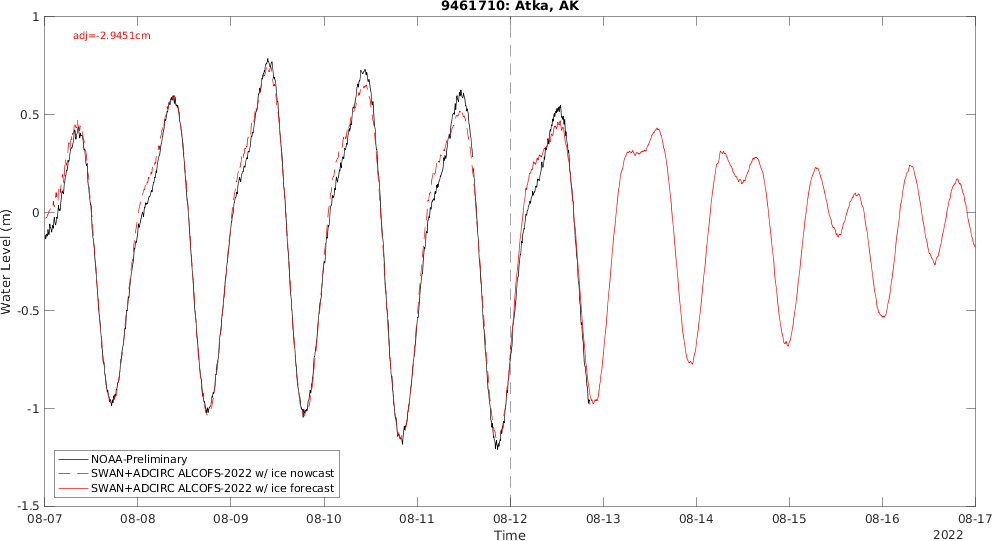 9461710: Atka, AK
adj=-2.9451cm
Water Level (m)
1
0.5
0
-0.5
-1
-1.5
NOAA-Preliminary
SWAN+ADCIRC ALCOFS-2022 w/ ice nowcast
SWAN+ADCIRC ALCOFS-2022 w/ ice forecast
08-07 08-08 08-09 08-10 08-11 08-12 08-13 08-14 08-15 08-16 08-17
Time
2022